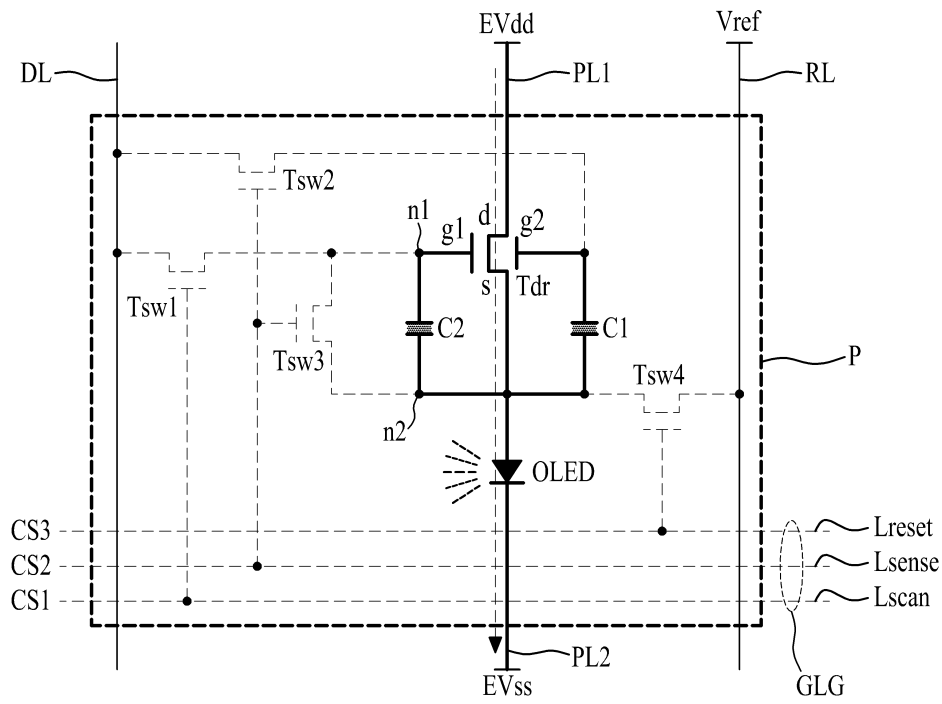 EVdd
Vref
DL
PL1
RL
Tsw2
n1
g1
d
g2
s
Tdr
Tsw1
C2
C1
Tsw3
Tsw4
P
n2
OLED
CS3
Lreset
CS2
Lsense
CS1
Lscan
PL2
EVss
GLG